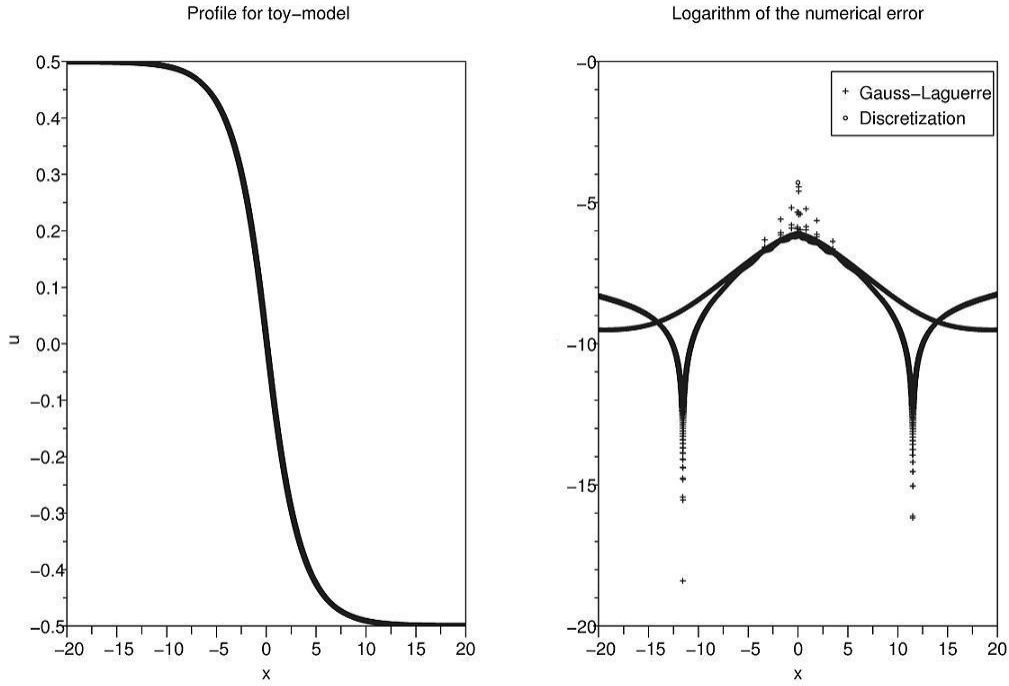 Profile for toy−model
0.5
0.4
0.3
0.2
0.1
0.0
−0.1
−0.2
−0.3
−0.4
−0.5
u
−20 −15 −10 −5 0 5 10 15 20
x
Logarithm of the numerical error
−0
−5
−10
−15
−20
Gauss−Laguerre
Discretization
−20 −15 −10 −5 0 5 10 15 20
x